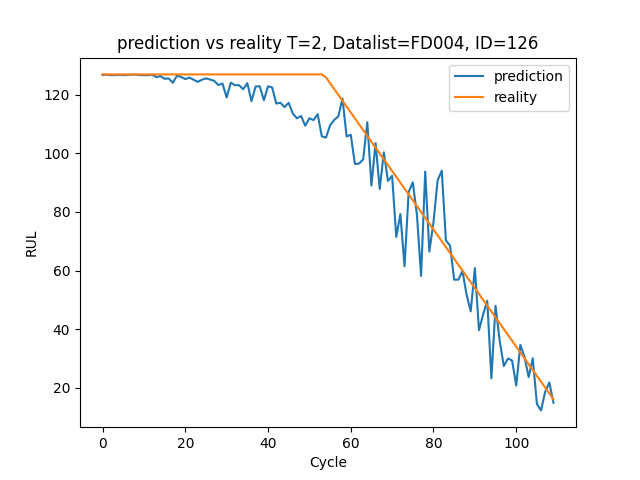 prediction vs reality T=2, Datalist=FD004, ID=126
prediction
reality
RUL
120
100
80
60
40
20
0 20 40 60 80 100
Cycle